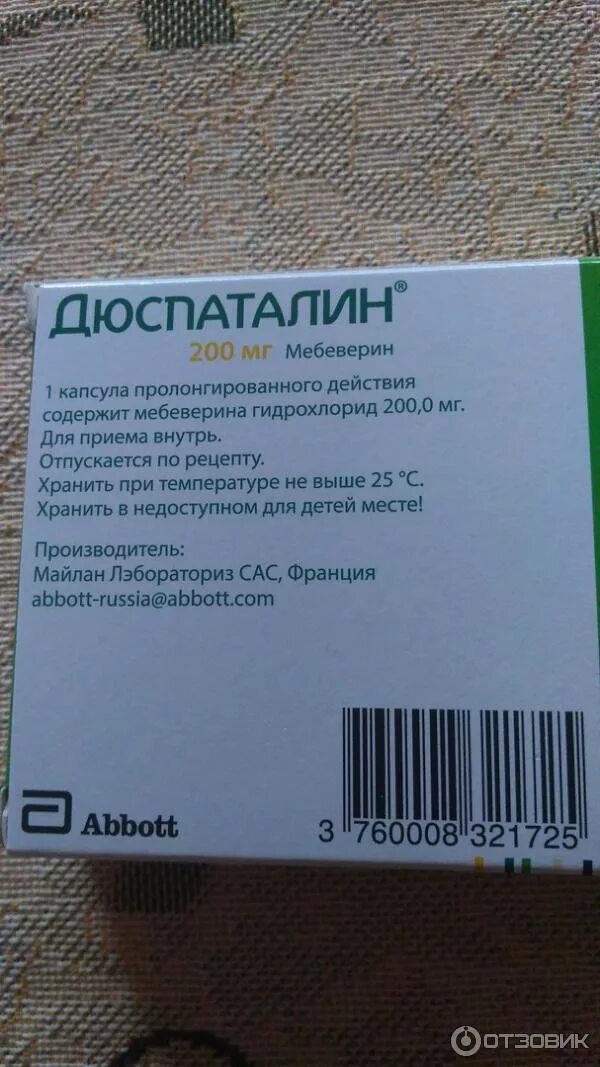 ДЮСПАТАЛИН®
200 мг Мебеверин
1 капсула пролонгированного действия
содержит мебеверина гидрохлорид 200,0 мг.
Для приема внутрь.
Отпускается по рецепту.
Хранить при температуре не выше 25 °C.
Хранить в недоступном для детей месте!
Производитель:
Майлан Лэбораториз САС, Франция
abbott-russia@abbott.com
Abbott
3 760008 321725
ОТЗОВИК